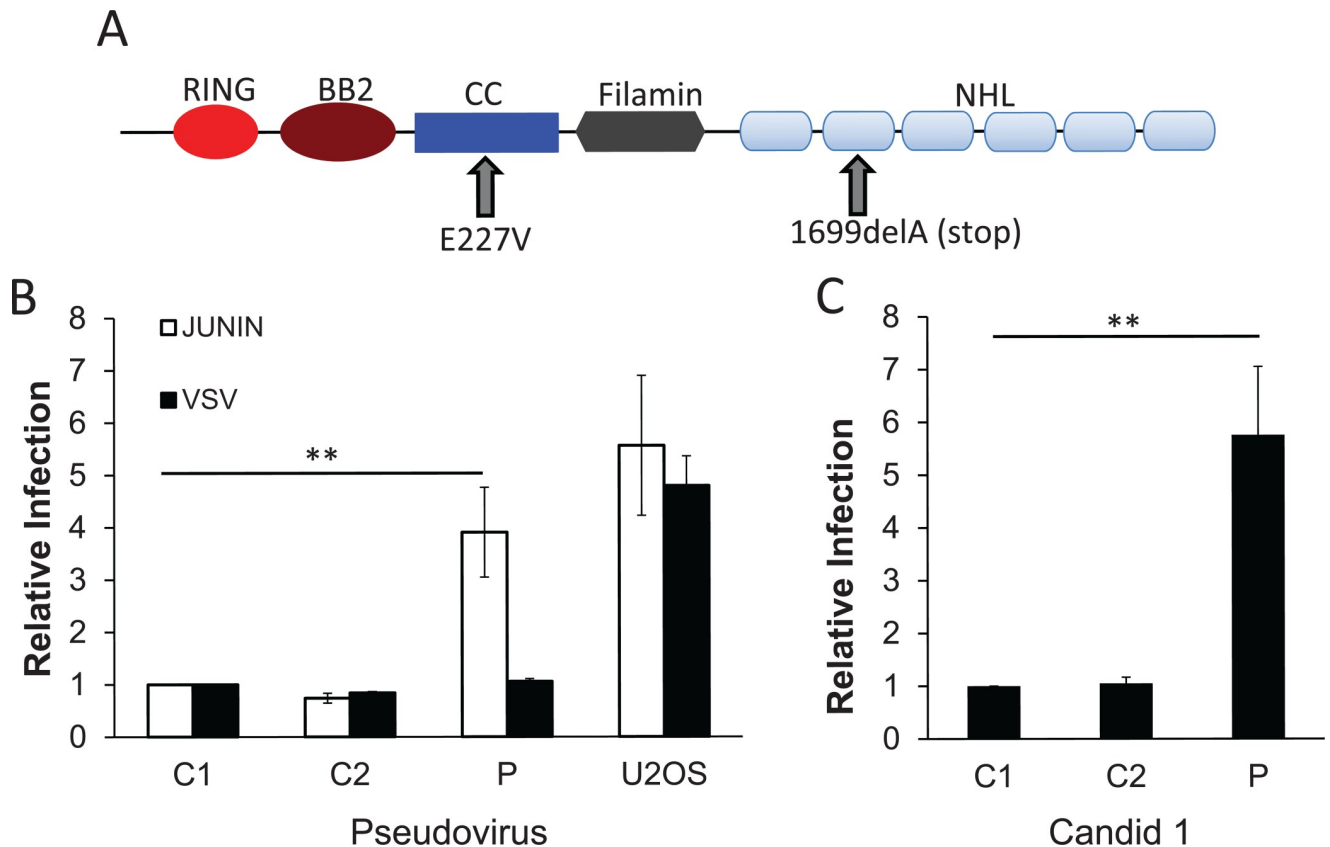 A
RING BB2 CC Filamin NHL
E227V 1699delA (stop)
B
Relative Infection
8
7
6
5
4
3
2
1
0
JUNIN
VSV
**
C1 C2 P U2OS
Pseudovirus
C
Relative Infection
8
7
6
5
4
3
2
1
0
**
C1 C2 P
Candid 1